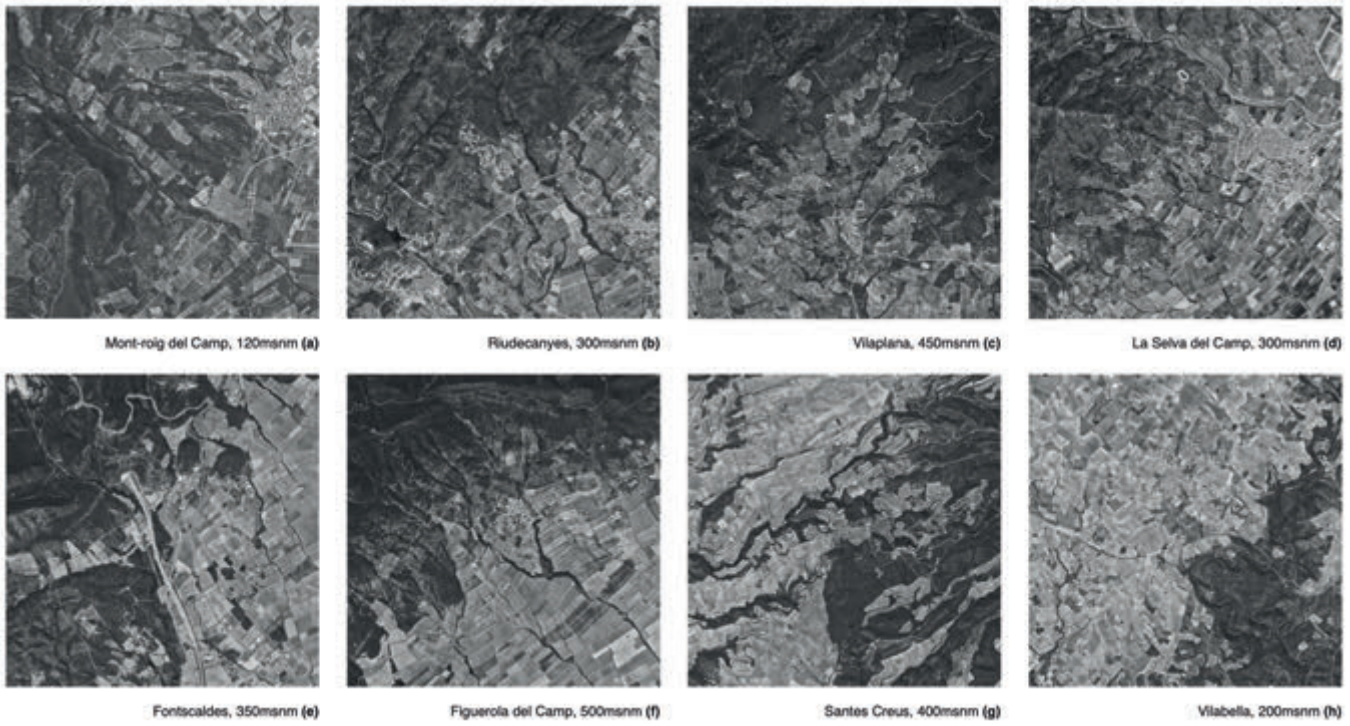 Mont-roig del Camp, 120msnm (a)
Riudecanyes, 300msnm (b)
Vilaplana, 450msnm (c)
La Selva del Camp, 300msnm (d)
Fontscaldes, 350msnm (e)
Figuerola del Camp, 500msnm (f)
Santes Creus, 400msnm (g)
Vilabella, 200msnm (h)